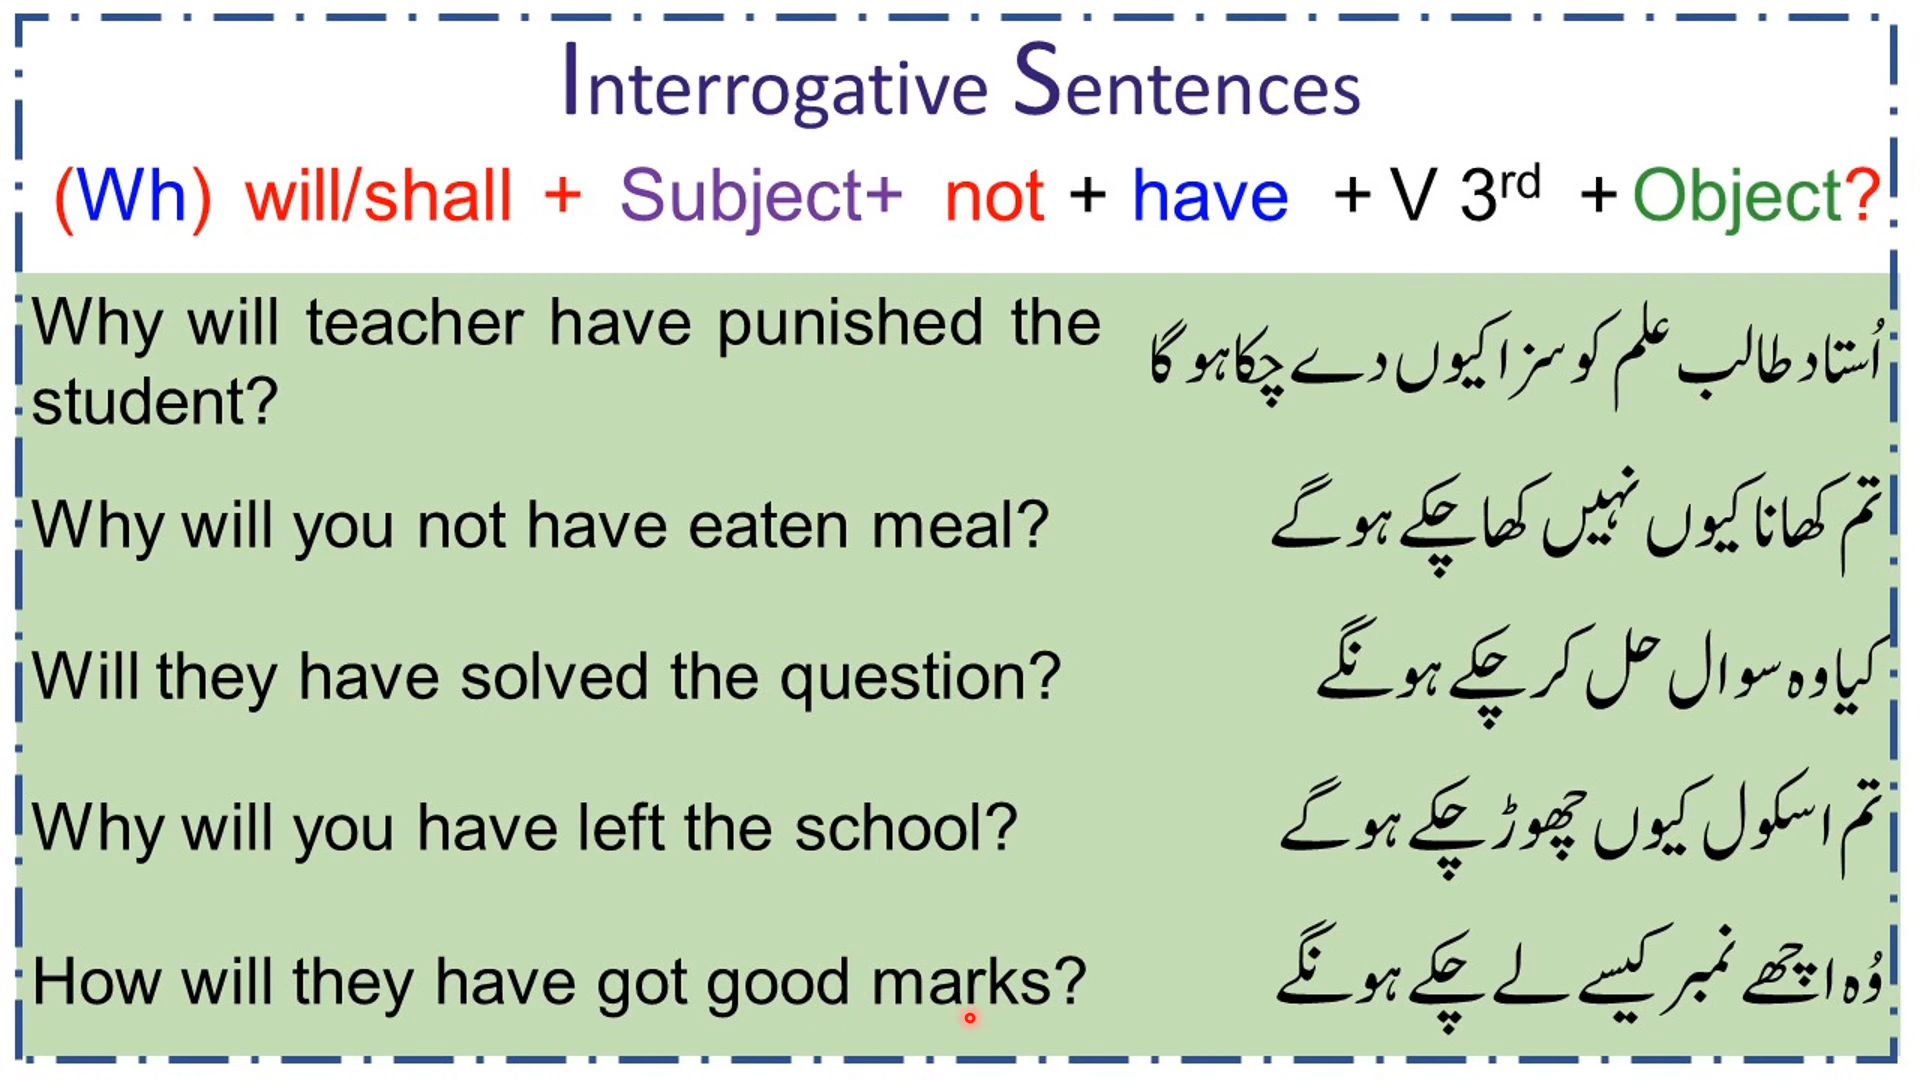 Interrogative Sentences
(Wh) will/shall + Subject+ not + have + V 3rd + Object?
Why will teacher have punished the
student?
اُستاد طالب علم کو سزا کیوں دے چکا ہو گا
Why will you not have eaten meal?
تم کھانا کیوں نہیں کھا چکے ہو گے
Will they have solved the question?
کیا وہ سوال حل کر چکے ہونگے
Why will you have left the school?
تم اسکول کیوں چھوڑ چکے ہو گے
How will they have got good marks?
وُہ اچھے نمبر کیسے لے چکے ہونگے